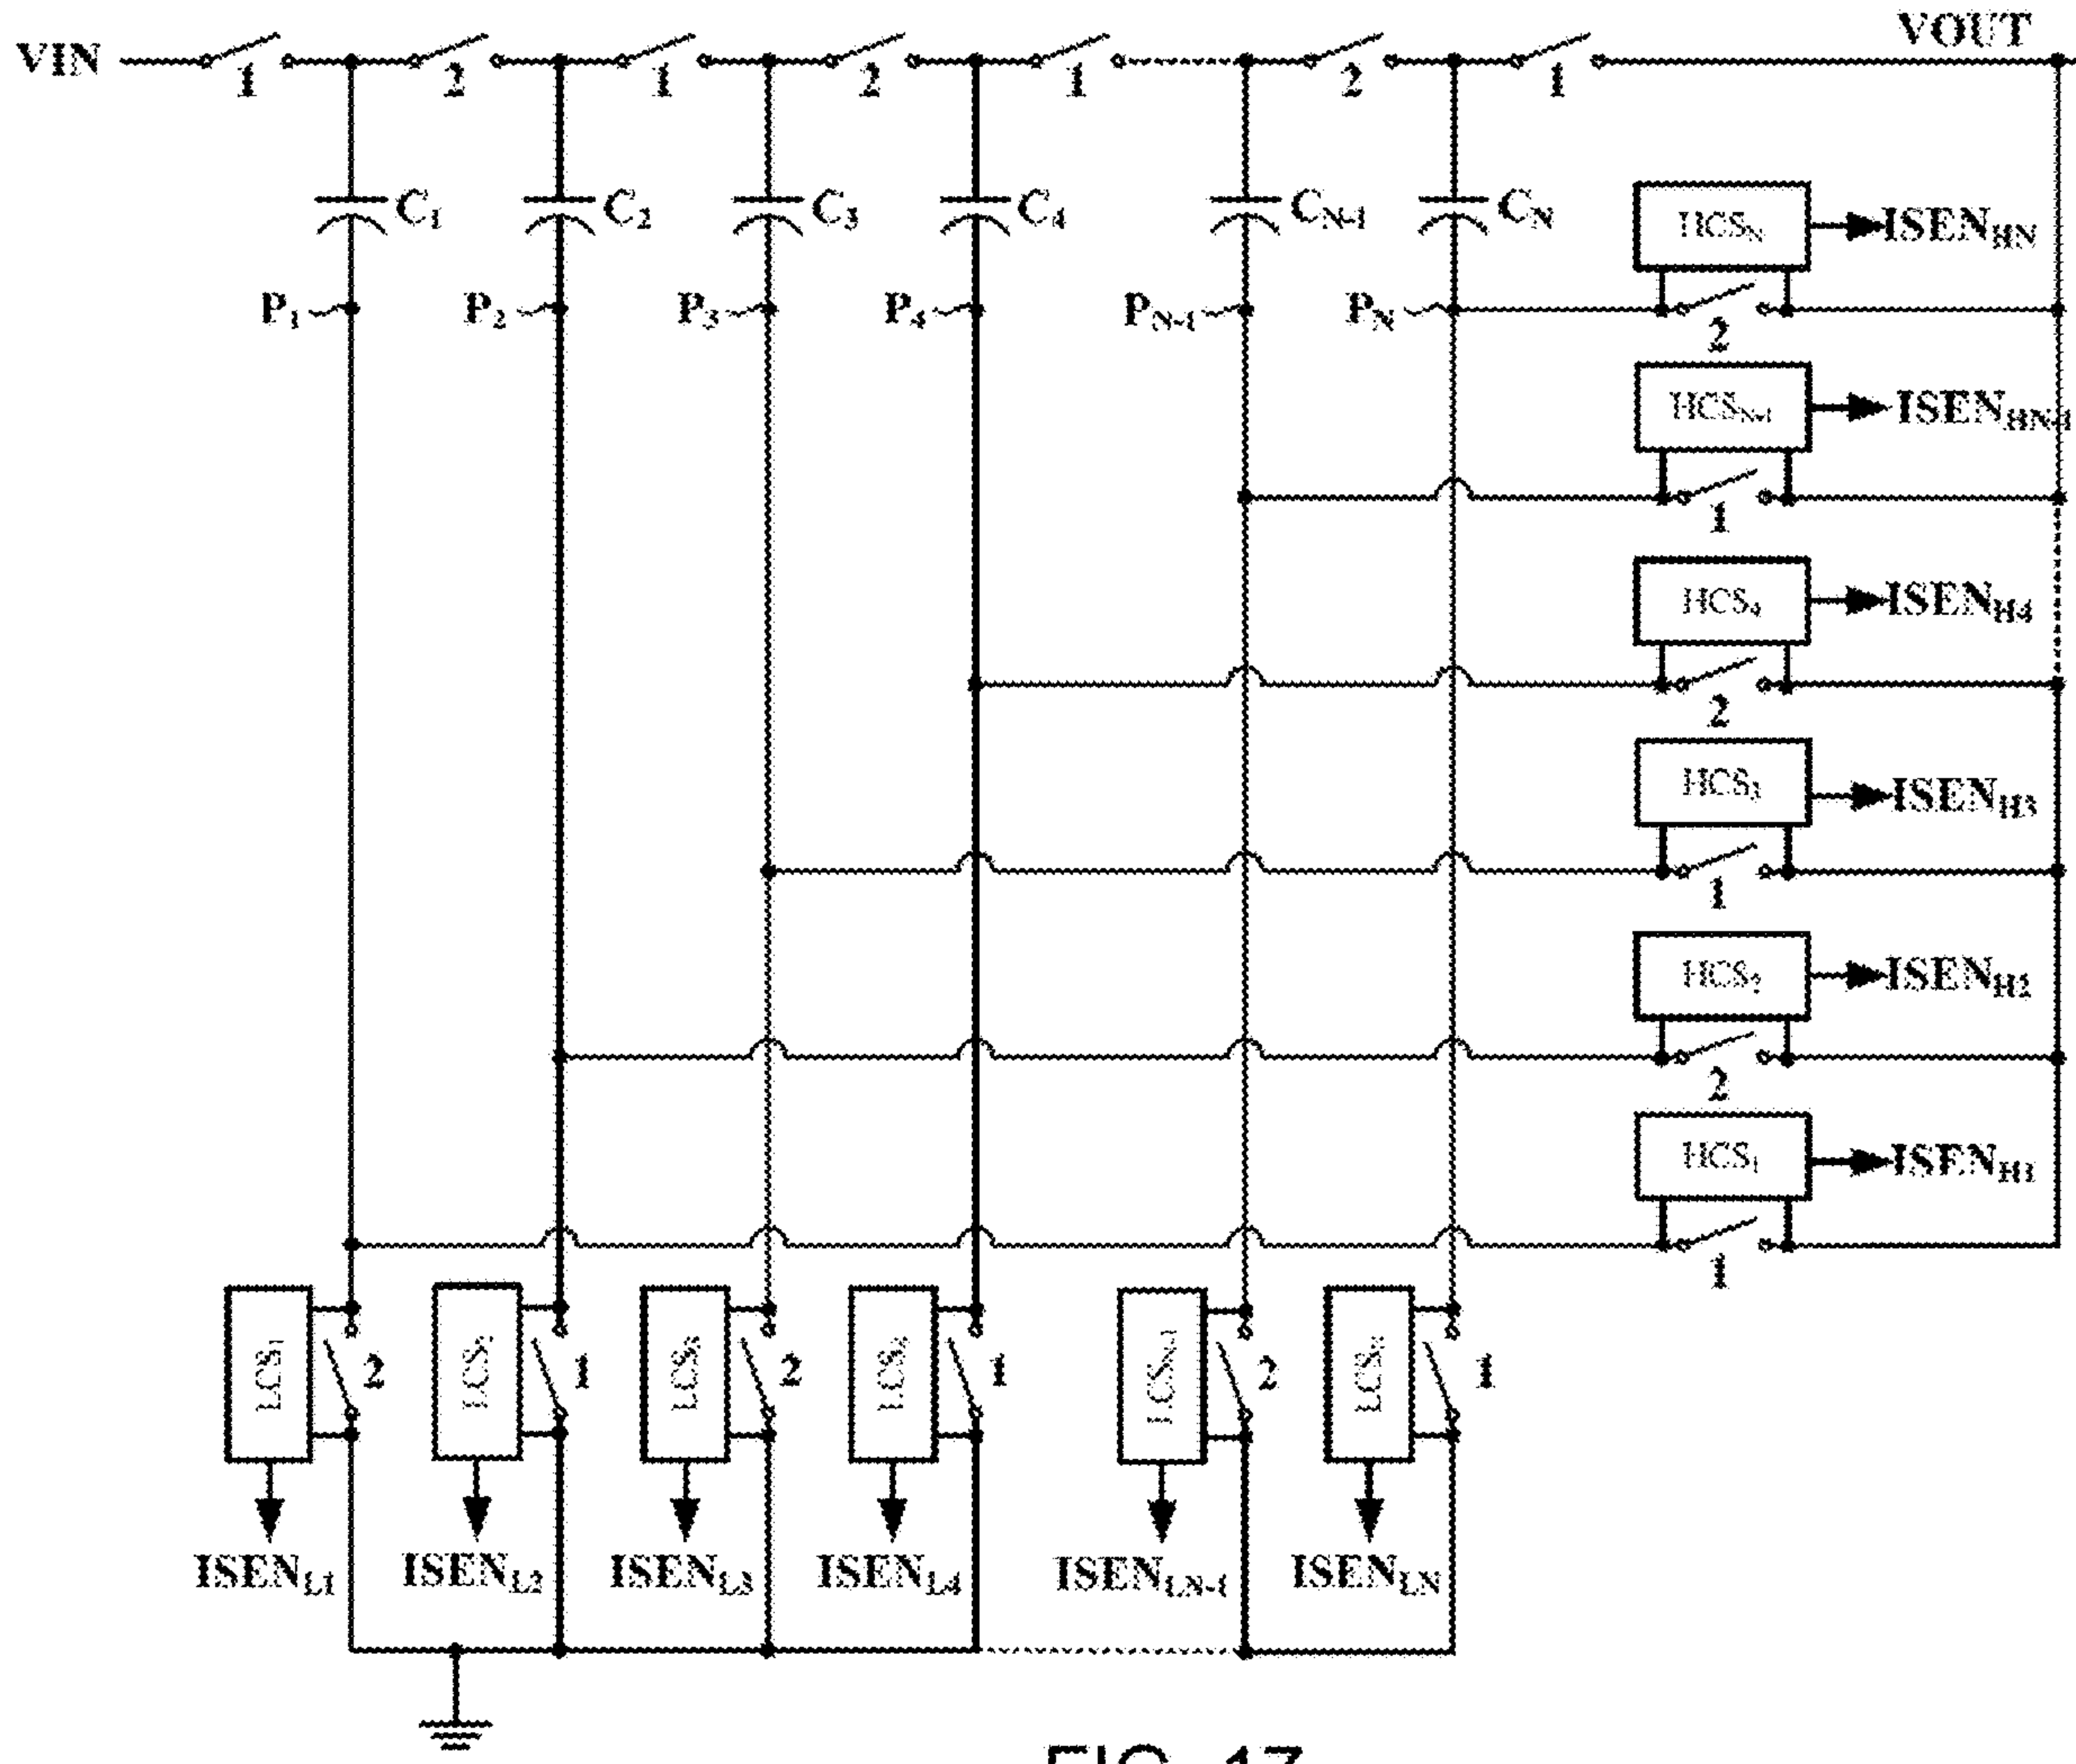 VIN 1 2 1 2 1 2 1 VOUT
C1 C2 C3 C4 CN-1 CN
HCSN ISENHN
P1 P2 P3 P4 PN-1 PN
2
HCSN-1 ISENHN-1
1
HCS4 ISENH4
2
HCS3 ISENH3
1
HCS2 ISENH2
2
HCS1 ISENH1
1
LCS1 2 LCS2 1 LCS3 2 LCS4 1 LCSN-1 2 LCSN 1
ISENL1 ISENL2 ISENL3 ISENL4 ISENLN-1 ISENLN
FIG. 17